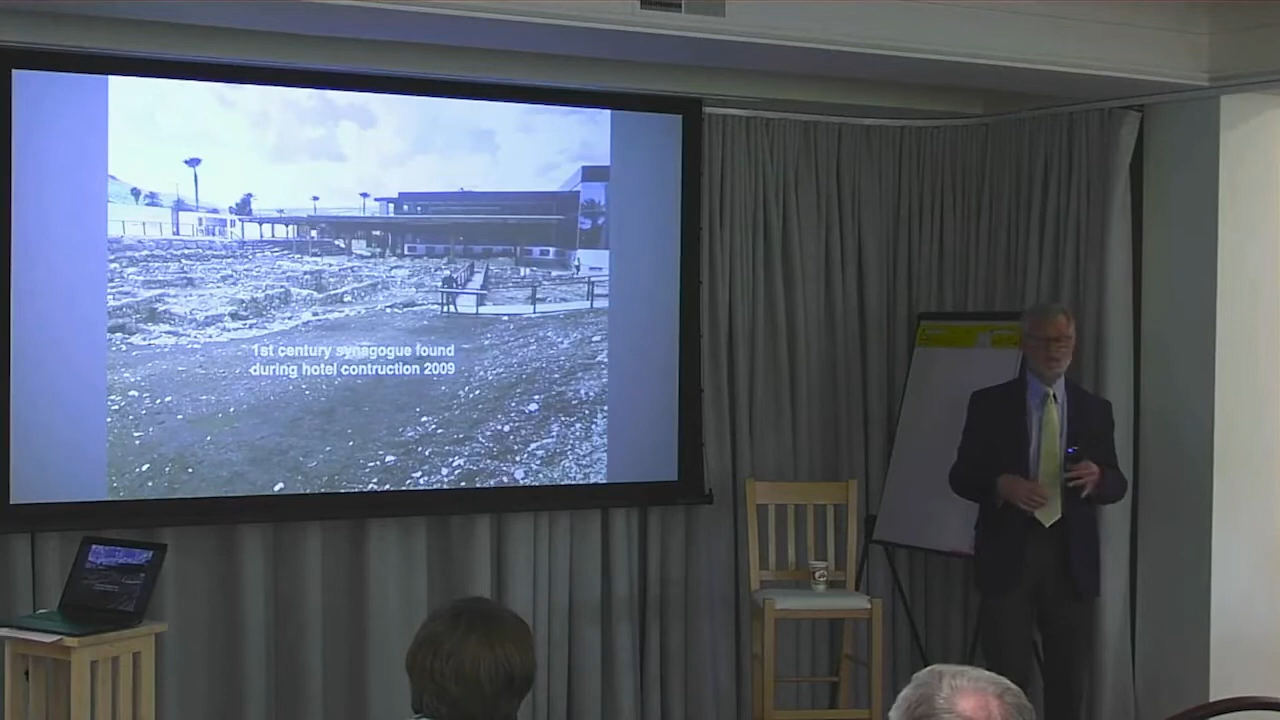 1st century synagogue found
during hotel contruction 2009